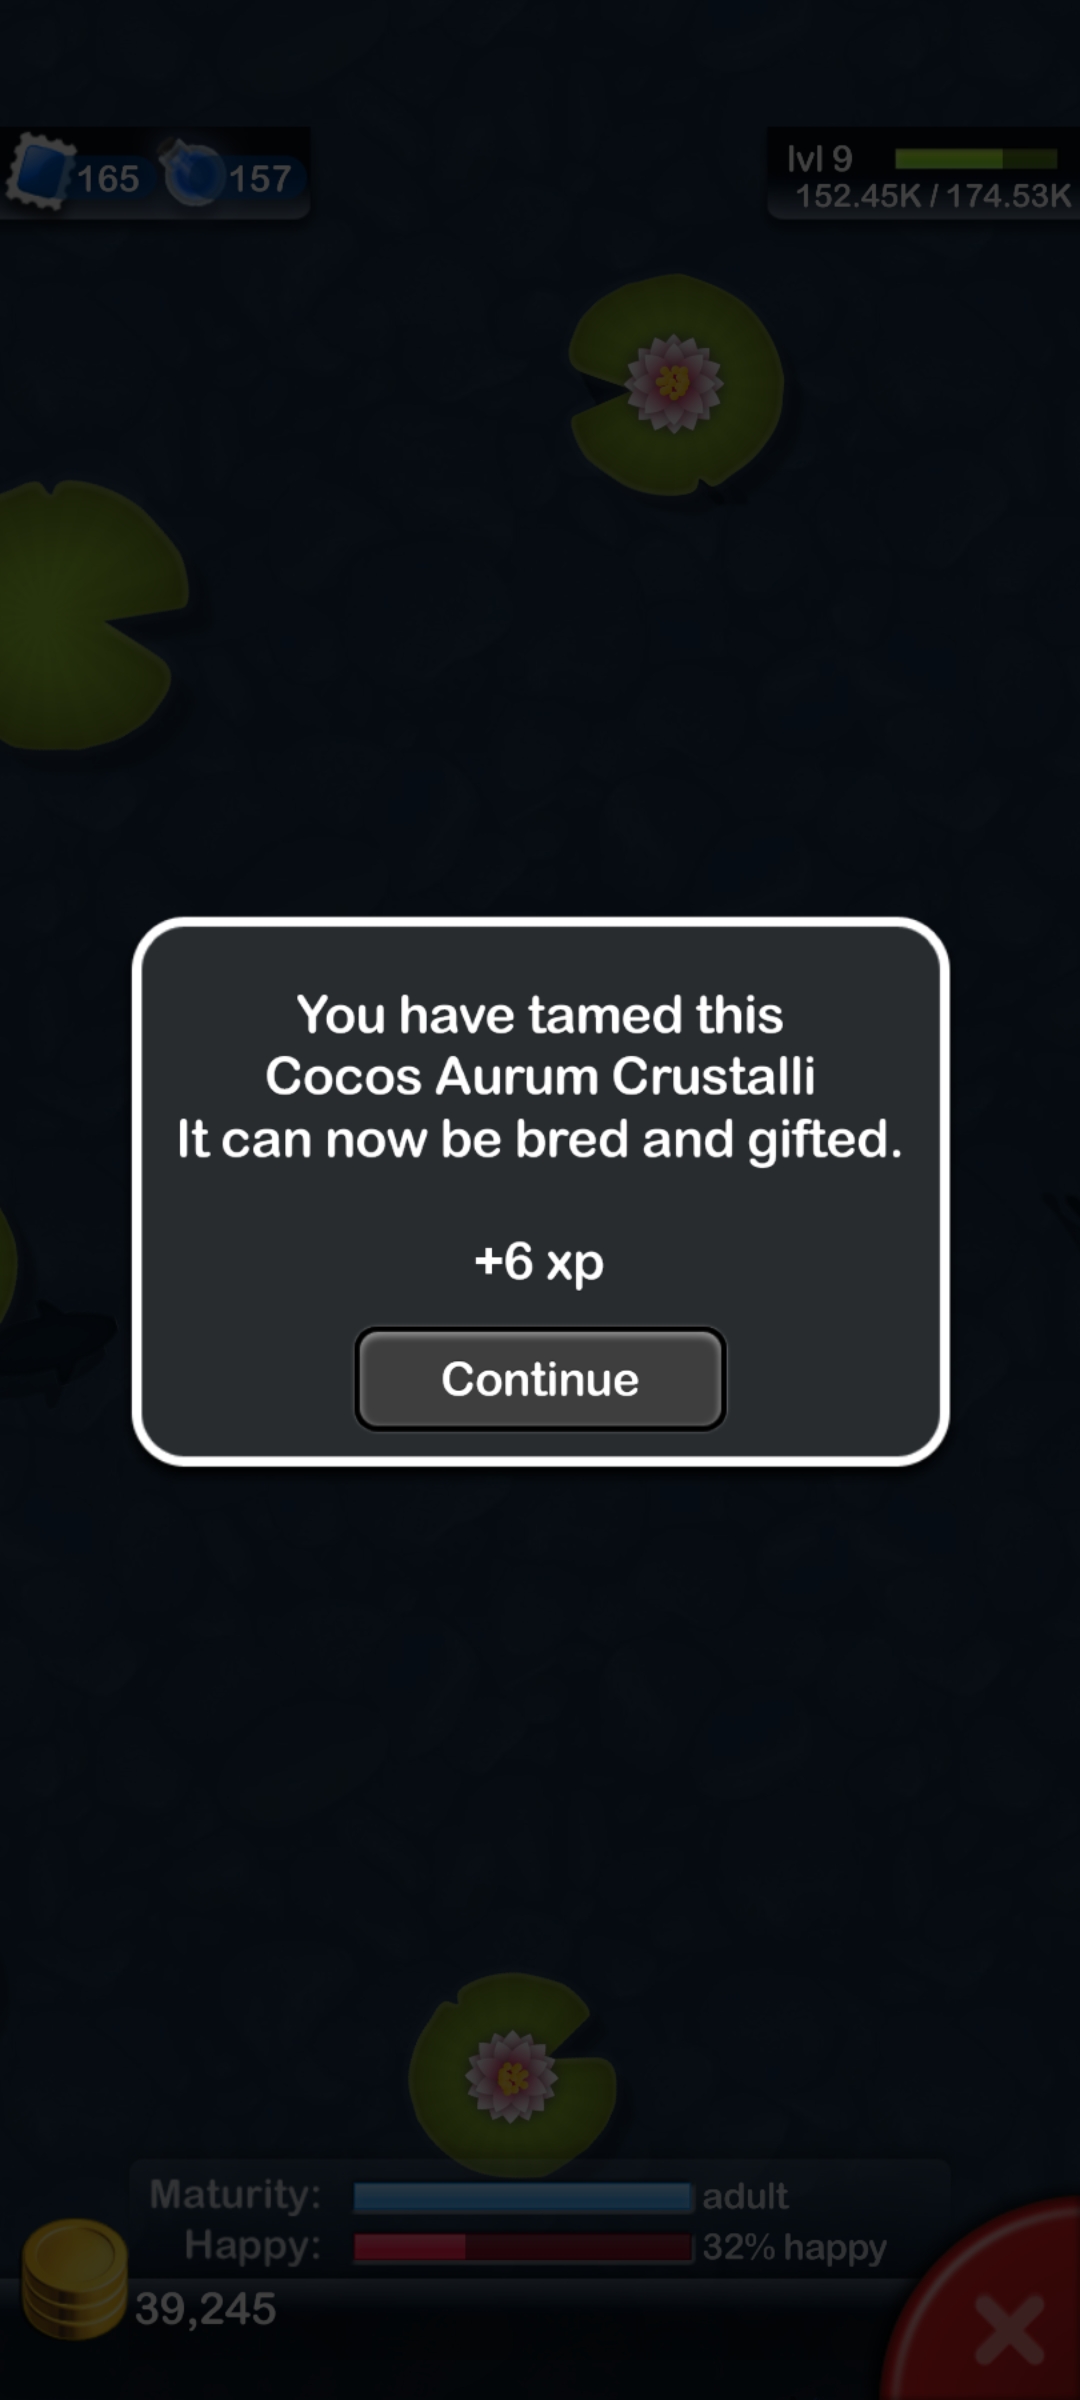 165 157
lvl 9
152.45K / 174.53K
You have tamed this
Cocos Aurum Crustalli
It can now be bred and gifted.
+6 xp
Continue
Maturity: adult
Happy: 32% happy
39,245